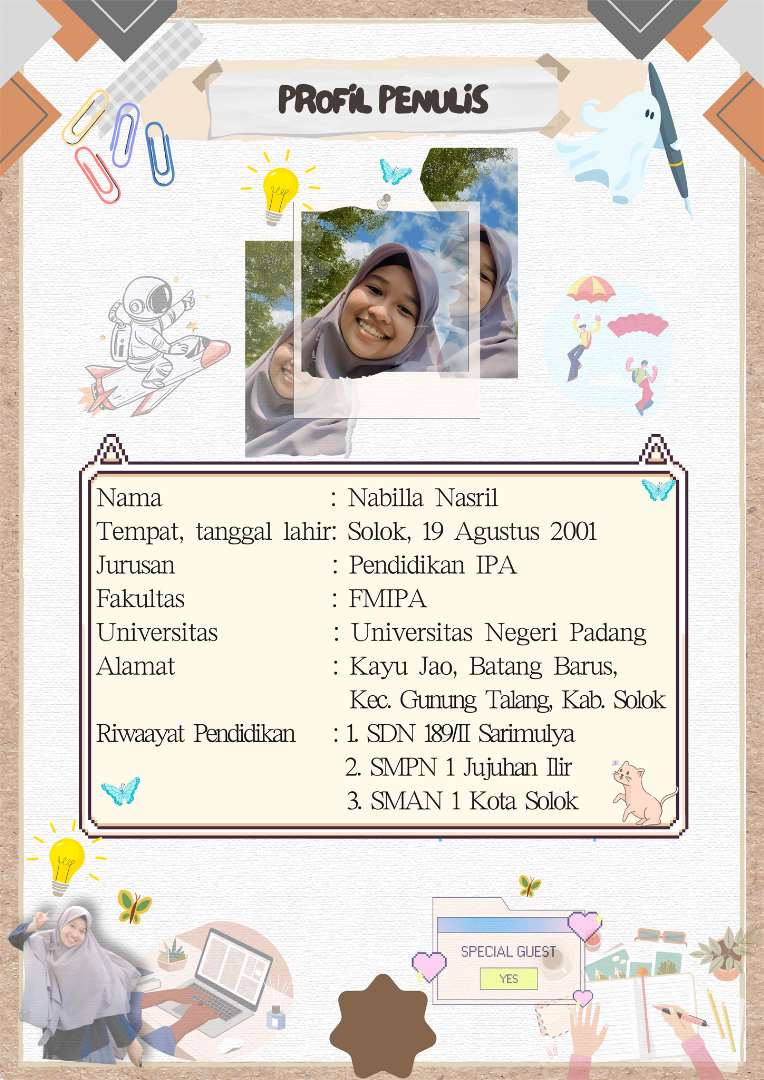 PROFIL PENULIS
Nama : Nabilla Nasril
Tempat, tanggal lahir: Solok, 19 Agustus 2001
Jurusan : Pendidikan IPA
Fakultas : FMIPA
Universitas : Universitas Negeri Padang
Alamat : Kayu Jao, Batang Barus,
Kec. Gunung Talang, Kab. Solok
Riwaayat Pendidikan : 1. SDN 189/II Sarimulya
2. SMPN 1 Jujuhan Ilir
3. SMAN 1 Kota Solok
SPECIAL GUEST
YES